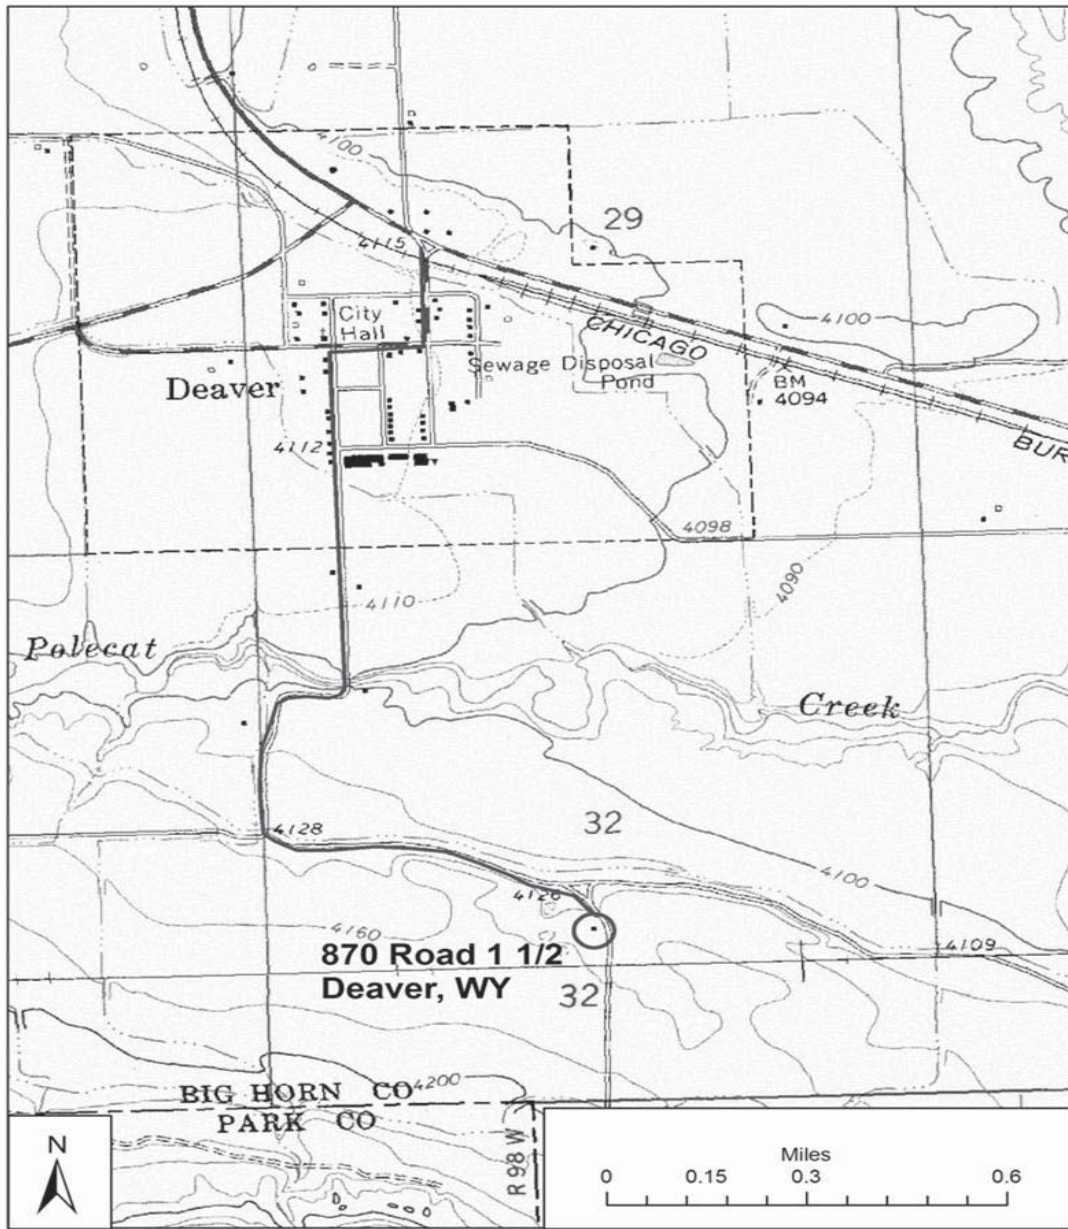 4100
29
4115
City
Hall
CHICAGO
4100
Sewage Disposal
Pond
Deaver
BM
4094
BUR
4112
4098
4090
4110
Polecat
Creek
32
4128
4100
4126
4160
870 Road 1 1/2
4109
Deaver, WY
32
4200
BIG HORN CO
PARK CO
R 98 W
N
Miles
0 0.15 0.3 0.6